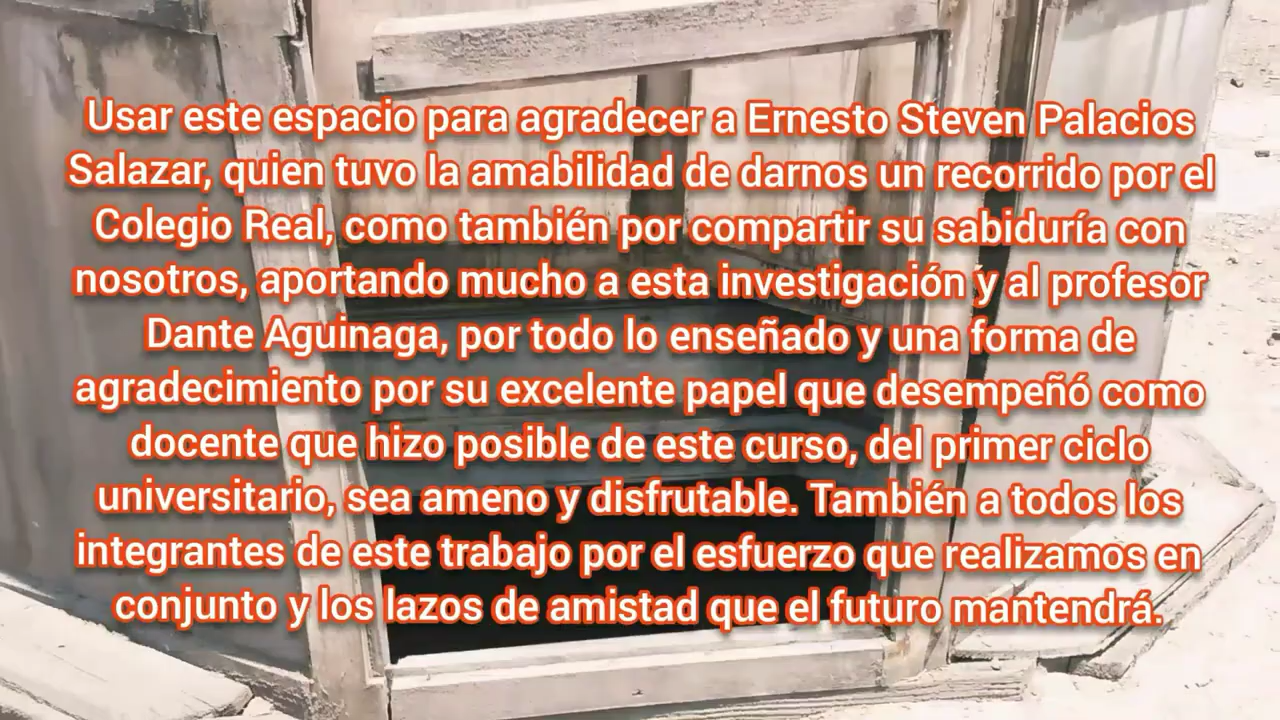 Usar este espacio para agradecer a Ernesto Steven Palacios
Salazar, quien tuvo la amabilidad de darnos un recorrido por el
Colegio Real, como también por compartir su sabiduría con
nosotros, aportando mucho a esta investigación y al profesor
Dante Aguinaga, por todo lo enseñado y una forma de
agradecimiento por su excelente papel que desempeñó como
docente que hizo posible de este curso, del primer ciclo
universitario, sea ameno y disfrutable. También a todos los
integrantes de este trabajo por el esfuerzo que realizamos en
conjunto y los lazos de amistad que el futuro mantendrá.